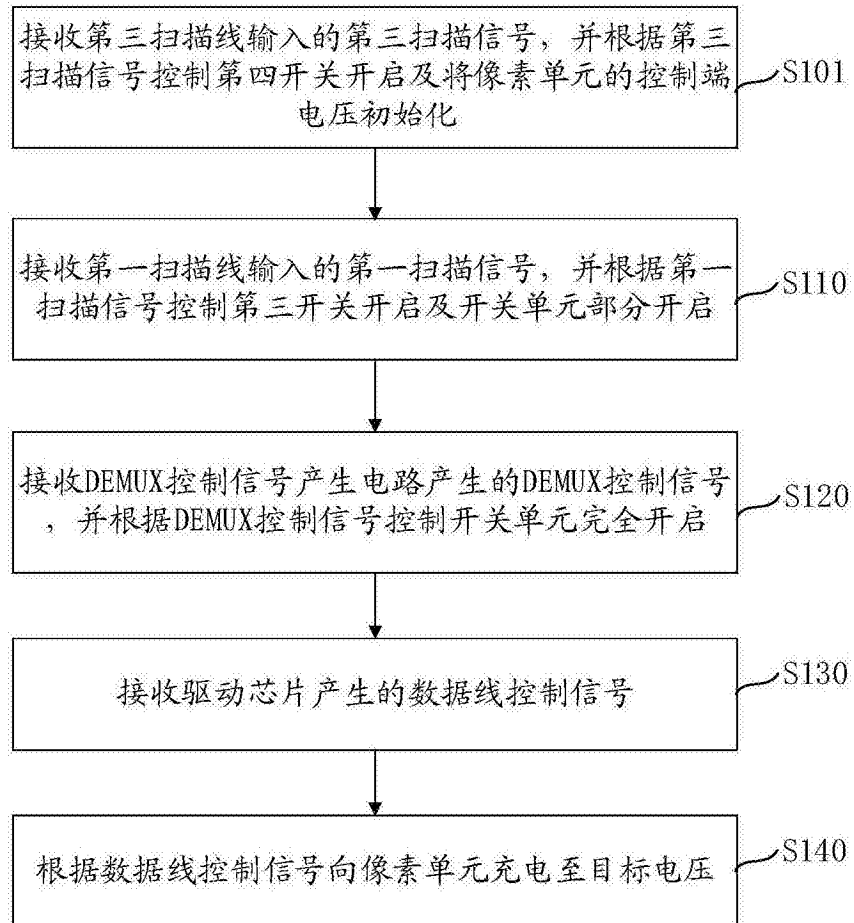 接收第三扫描线输入的第三扫描信号，并根据第三
扫描信号控制第四开关开启及将像素单元的控制端
电压初始化
S101
接收第一扫描线输入的第一扫描信号，并根据第一
扫描信号控制第三开关开启及开关单元部分开启
S110
接收DEMUX控制信号产生电路产生的DEMUX控制信号
，并根据DEMUX控制信号控制开关单元完全开启
S120
接收驱动芯片产生的数据线控制信号
S130
根据数据线控制信号向像素单元充电至目标电压
S140